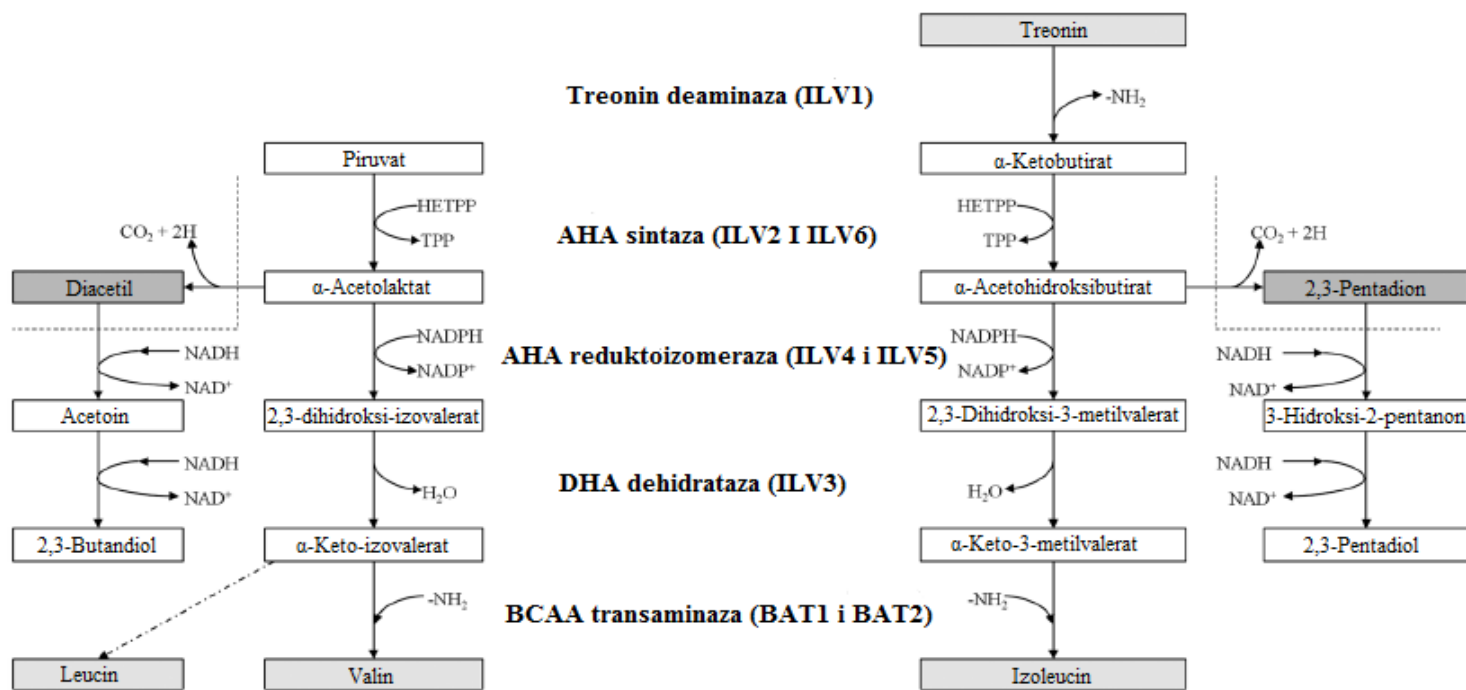 Treonin
Treonin deaminaza (ILV1)
-NH₂
Piruvat
α-Ketobutirat
HETPP
TPP
AHA sintaza (ILV2 I ILV6)
HETPP
TPP
CO₂ + 2H
CO₂ + 2H
Diacetil
α-Acetolaktat
α-Acetohidroksibutirat
2,3-Pentadion
NADH
NAD⁺
NADPH
NADP⁺
AHA reduktoizomeraza (ILV4 i ILV5)
NADPH
NADP⁺
NADH
NAD⁺
Acetoin
2,3-dihidroksi-izovalerat
2,3-Dihidroksi-3-metilvalerat
3-Hidroksi-2-pentanon
NADH
NAD⁺
H₂O
DHA dehidrataza (ILV3)
H₂O
NADH
NAD⁺
2,3-Butandiol
α-Keto-izovalerat
α-Keto-3-metilvalerat
2,3-Pentadiol
-NH₂
BCAA transaminaza (BAT1 i BAT2)
-NH₂
Leucin
Valin
Izoleucin